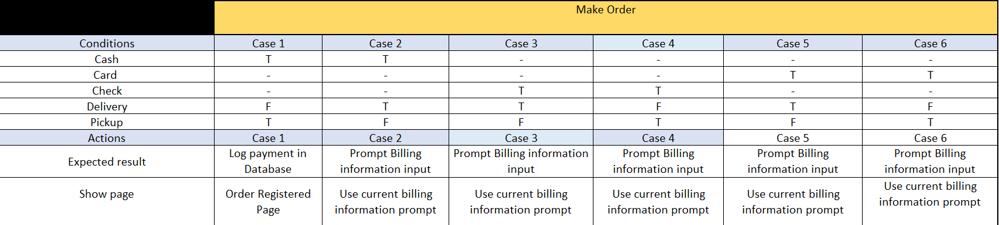 Make Order
Conditions Case 1 Case 2 Case 3 Case 4 Case 5 Case 6
Cash T T - - - -
Card - - - - T T
Check - - T T - -
Delivery F T T F T F
Pickup T F F T F T
Actions Case 1 Case 2 Case 3 Case 4 Case 5 Case 6
Expected result Log payment in Database Prompt Billing information input Prompt Billing information input Prompt Billing information input Prompt Billing information input Prompt Billing information input
Show page Order Registered Page Use current billing information prompt Use current billing information prompt Use current billing information prompt Use current billing information prompt Use current billing information prompt